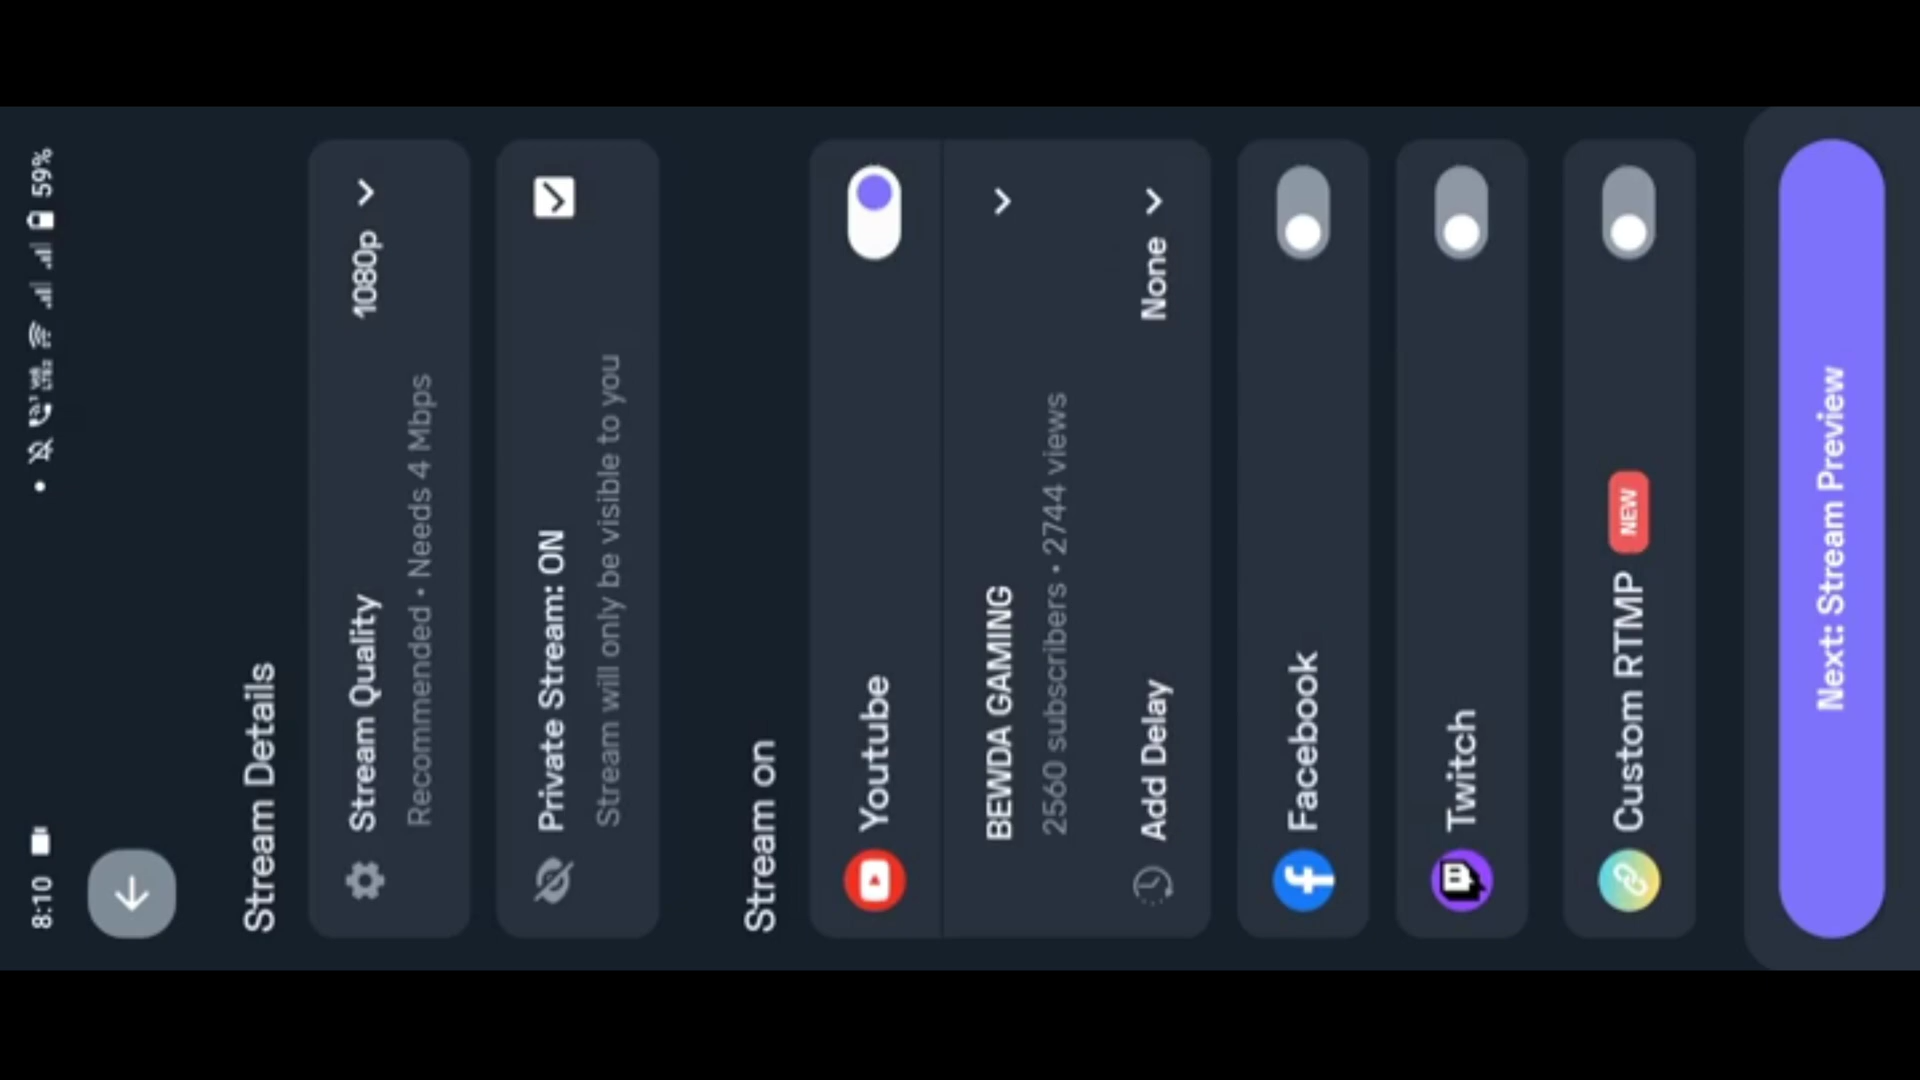 8:10
59%
Stream Details
Stream Quality
1080p
Recommended • Needs 4 Mbps
Private Stream: ON
Stream will only be visible to you
Stream on
Youtube
BEWDA GAMING
2560 subscribers • 2744 views
Add Delay
None
Facebook
Twitch
Custom RTMP NEW
Next: Stream Preview